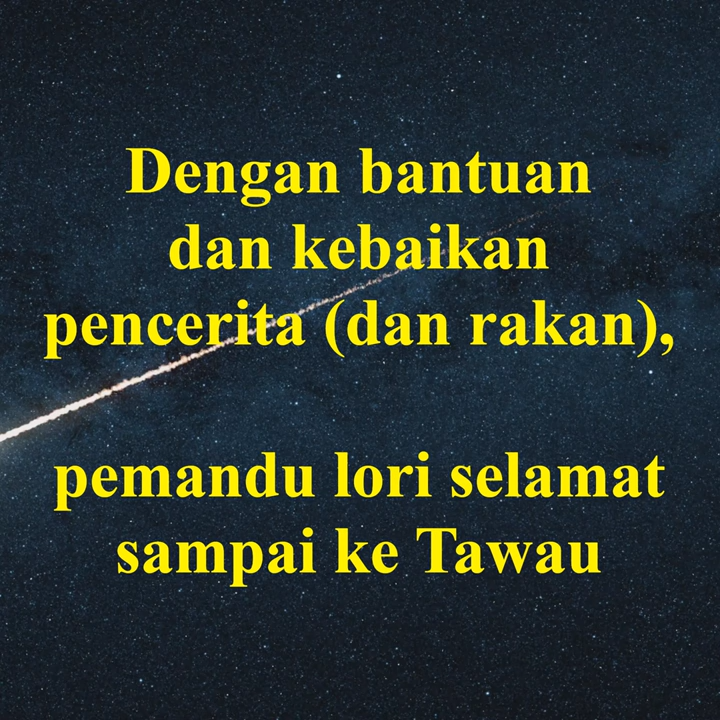 Dengan bantuan
dan kebaikan
pencerita (dan rakan),
pemandu lori selamat
sampai ke Tawau